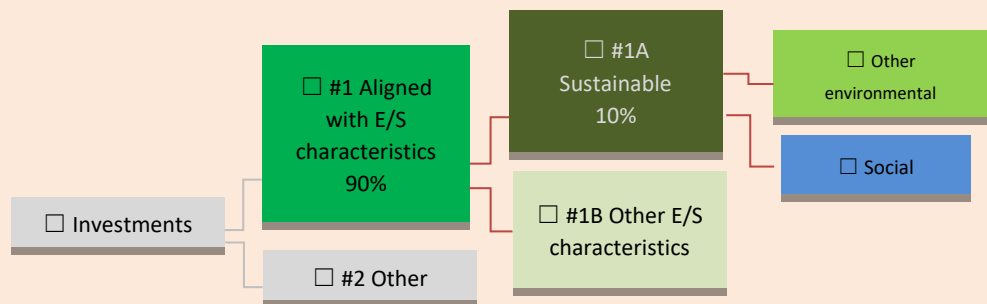 ☐ Investments
☐ #1 Aligned
with E/S
characteristics
90%
☐ #2 Other
☐ #1A
Sustainable
10%
☐ #1B Other E/S
characteristics
☐ Other
environmental
☐ Social